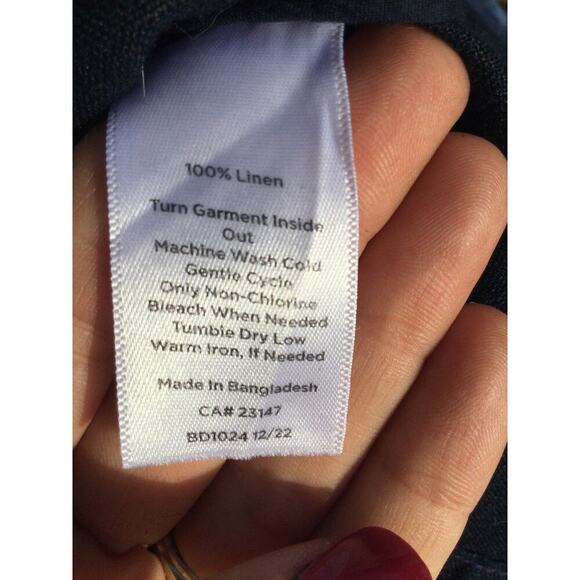 100% Linen
Turn Garment Inside
Out
Machine Wash Cold
Gentle Cycle
Only Non-Chlorine
Bleach When Needed
Tumble Dry Low
Warm Iron, If Needed
Made In Bangladesh
CA# 23147
BD1024 12/22